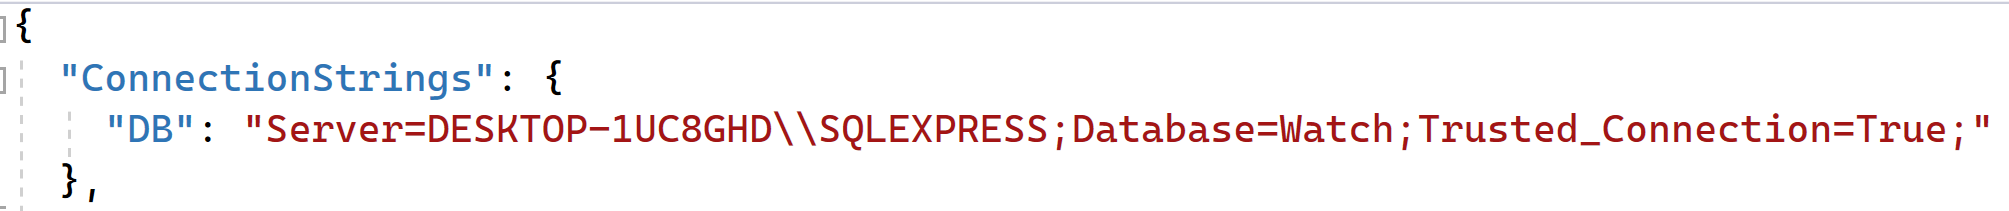 {
"ConnectionStrings": {
"DB": "Server=DESKTOP-1UC8GHD\\SQLEXPRESS;Database=Watch;Trusted_Connection=True;"
},